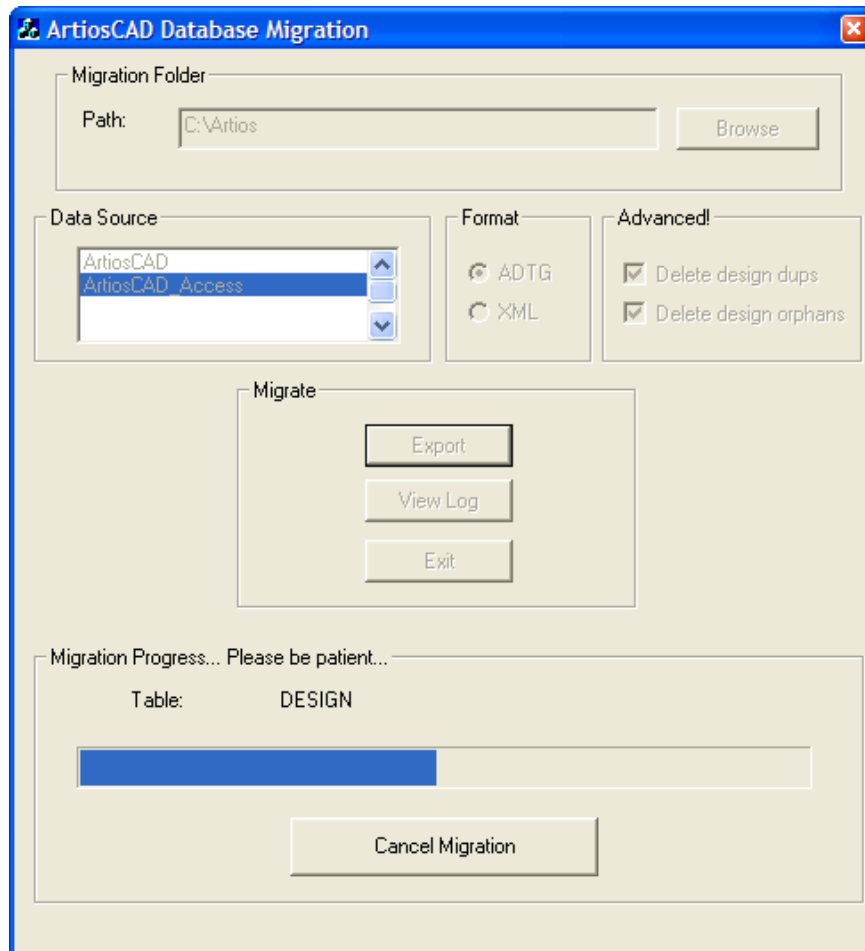 ArtiosCAD Database Migration
Migration Folder
Path:
C:\Artios
Browse
Data Source
ArtiosCAD
ArtiosCAD_Access
Format
ADTG
XML
Advanced!
Delete design dups
Delete design orphans
Migrate
Export
View Log
Exit
Migration Progress... Please be patient...
Table: DESIGN
Cancel Migration